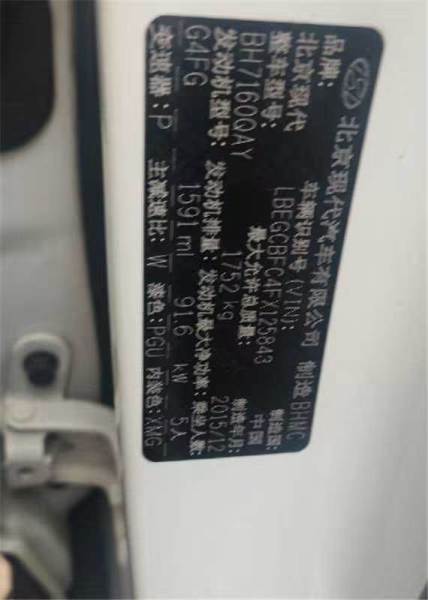 北京现代汽车有限公司 制造 BHMC
品牌: 北京现代 车辆识别号(VIN): LBEGCBFC4FX125843 制造国: 中国
整车型号: BH7160QAY 最大允许总质量: 1752 kg 制造年月: 2015/12
发动机型号: G4FG 发动机排量: 1591 ml 发动机最大净功率: 91.6 kW 乘坐人数: 5人
变速器: P 主减速比: W 漆色: PGU 内装色: